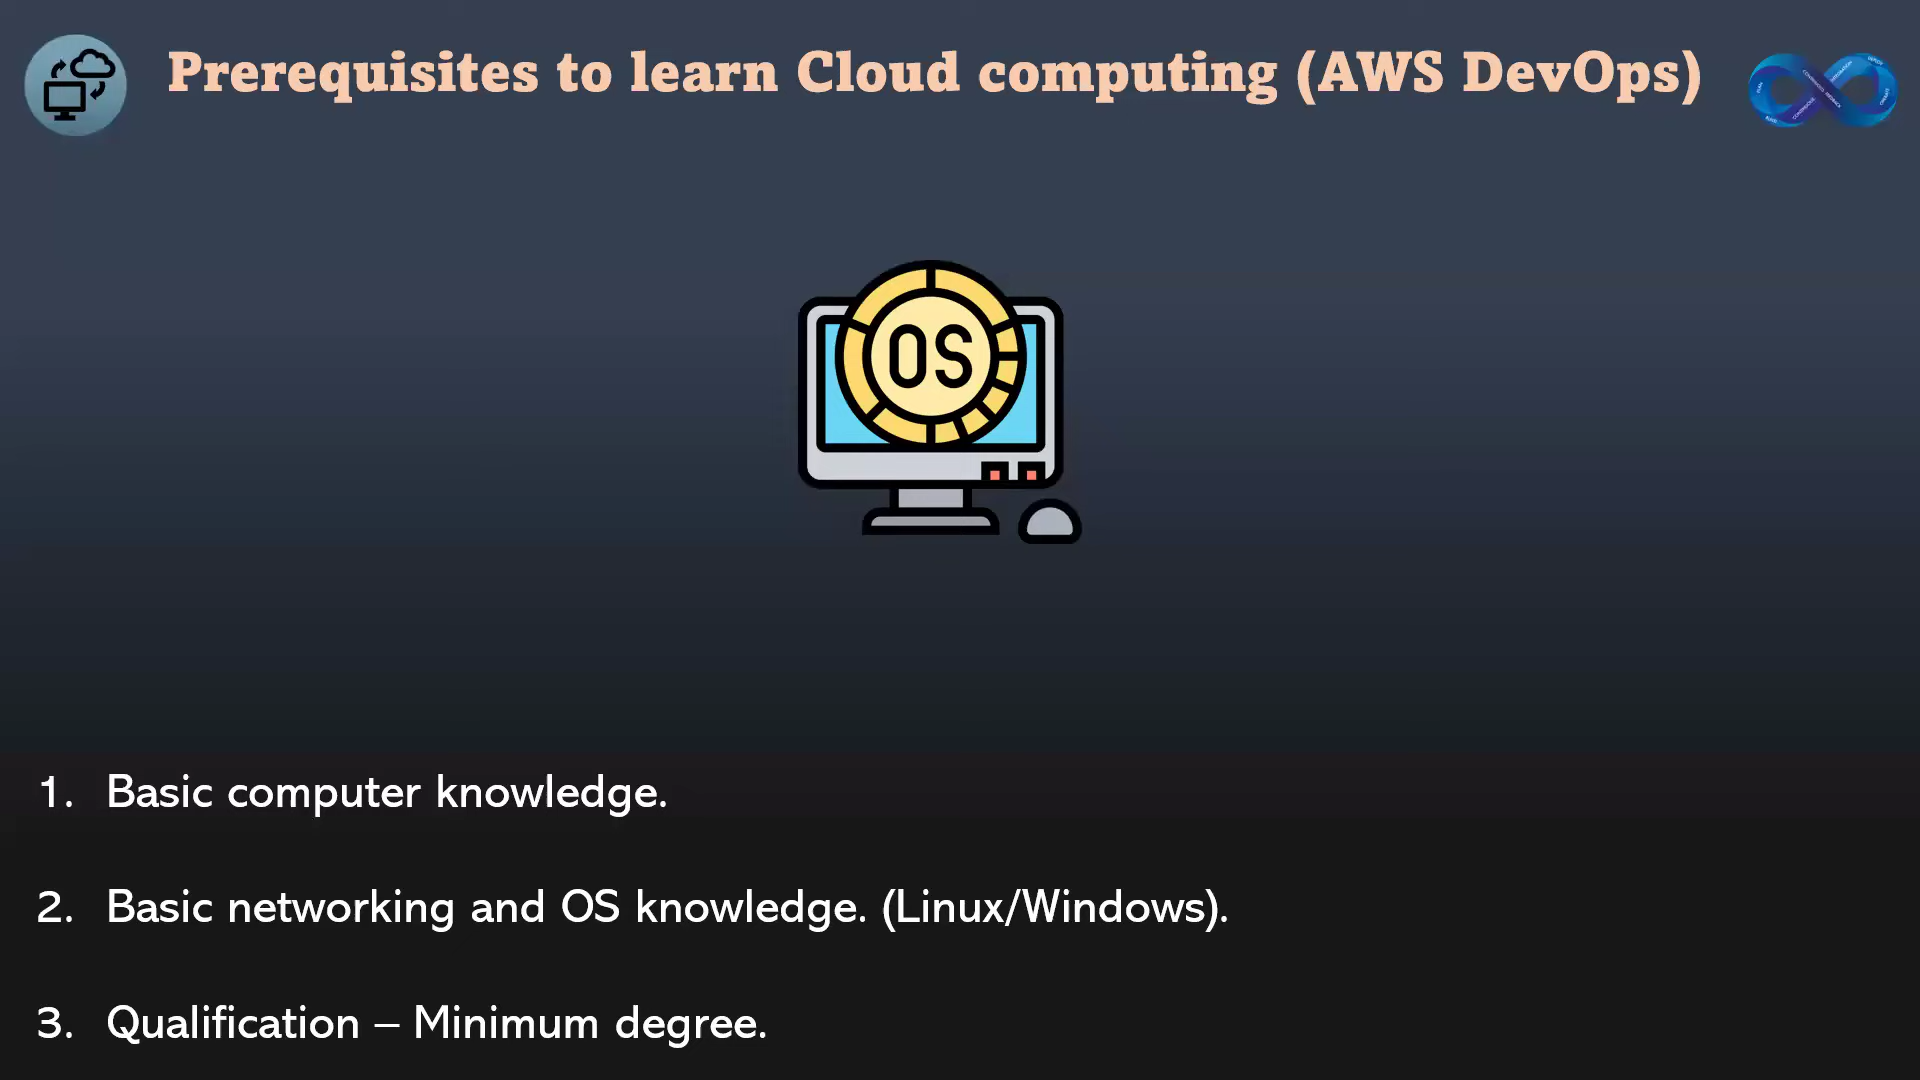 Prerequisites to learn Cloud computing (AWS DevOps)
OS
1. Basic computer knowledge.
2. Basic networking and OS knowledge. (Linux/Windows).
3. Qualification – Minimum degree.